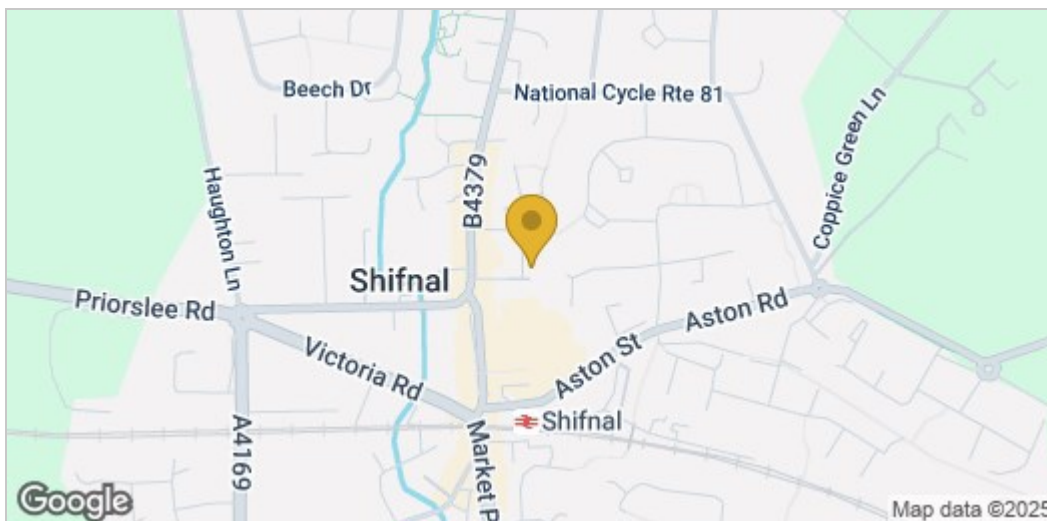 Beech Dr
National Cycle Rte 81
B4379
Coppice Green Ln
Haughton Ln
Shifnal
Priorslee Rd
Aston Rd
Victoria Rd
Aston St
Shifnal
A4169
Market P
Google
Map data ©2025